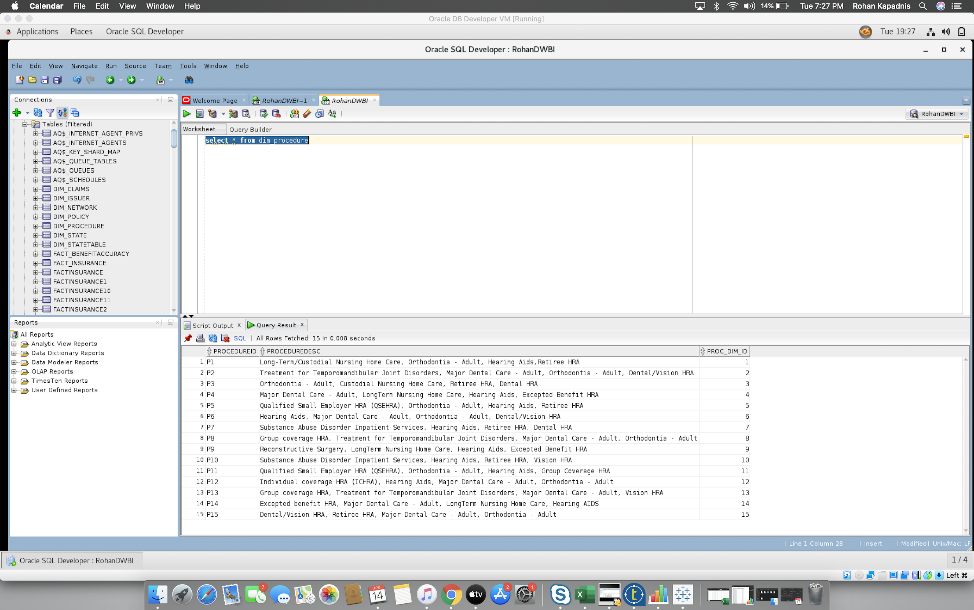 Calendar File Edit View Window Help 14% Tue 7:27 PM Rohan Kapadnis
Oracle DB Developer VM [Running]
Applications Places Oracle SQL Developer Tue 19:27
Oracle SQL Developer : RohanDWBI
File Edit View Navigate Run Source Team Tools Window Help
Connections
Welcome Page RohanDWBI~1 RohanDWBI
RohanDWBI
Worksheet Query Builder
select * from dim_procedure
Tables (Filtered)
AQ$_INTERNET_AGENT_PRIVS
AQ$_INTERNET_AGENTS
AQ$_KEY_SHARD_MAP
AQ$_QUEUE_TABLES
AQ$_QUEUES
AQ$_SCHEDULES
DIM_CLAIMS
DIM_ISSUER
DIM_NETWORK
DIM_POLICY
DIM_PROCEDURE
DIM_STATE
DIM_STATETABLE
FACT_BENEFITACCURACY
FACT_INSURANCE
FACTINSURANCE
FACTINSURANCE1
FACTINSURANCE10
FACTINSURANCE11
FACTINSURANCE2
Reports
All Reports
Analytic View Reports
Data Dictionary Reports
Data Modeler Reports
OLAP Reports
TimesTen Reports
User Defined Reports
Script Output x Query Result x
SQL | All Rows Fetched: 15 in 0.000 seconds
PROCEDUREID PROCEDUREDESC PROC_DIM_ID
1 P1 Long-Term/Custodial Nursing Home Care, Orthodontia - Adult, Hearing Aids,Retiree HRA 1
2 P2 Treatment for Temporomandibular Joint Disorders, Major Dental Care - Adult, Orthodontia - Adult, Dental/Vision HRA 2
3 P3 Orthodontia - Adult, Custodial Nursing Home Care, Retiree HRA, Dental HRA 3
4 P4 Major Dental Care - Adult, LongTerm Nursing Home Care, Hearing Aids, Excepted Benefit HRA 4
5 P5 Qualified Small Employer HRA (QSEHRA), Orthodontia - Adult, Hearing Aids, Retiree HRA 5
6 P6 Hearing Aids, Major Dental Care - Adult, Orthodontia - Adult, Dental/Vision HRA 6
7 P7 Substance Abuse Disorder Inpatient Services, Hearing Aids, Retiree HRA, Dental HRA 7
8 P8 Group coverage HRA, Treatment for Temporomandibular Joint Disorders, Major Dental Care - Adult, Orthodontia - Adult 8
9 P9 Reconstructive Surgery, LongTerm Nursing Home Care, Hearing Aids, Excepted Benefit HRA 9
10 P10 Substance Abuse Disorder Inpatient Services, Hearing Aids, Retiree HRA, Vision HRA 10
11 P11 Qualified Small Employer HRA (QSEHRA), Orthodontia - Adult, Hearing Aids, Group Coverage HRA 11
12 P12 Individual coverage HRA (ICHRA), Hearing Aids, Major Dental Care - Adult, Orthodontia - Adult 12
13 P13 Group coverage HRA, Treatment for Temporomandibular Joint Disorders, Major Dental Care - Adult, Vision HRA 13
14 P14 Excepted benefit HRA, Major Dental Care - Adult, LongTerm Nursing Home Care, Hearing AIDS 14
15 P15 Dental/Vision HRA, Retiree HRA, Major Dental Care - Adult, Orthodontia - Adult 15
Line 1 Column 28 | Insert | Modified | Unix/Mac: LF
Oracle SQL Developer : RohanDWBI 1 / 4
Left ⌘